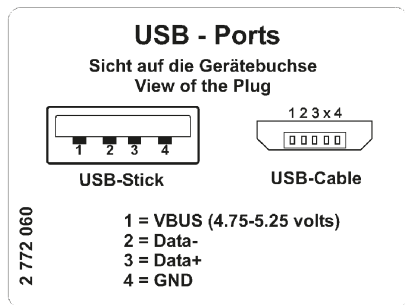 USB - Ports
Sicht auf die Gerätebuchse
View of the Plug
1 2 3 4
USB-Stick
1 2 3 x 4
USB-Cable
1 = VBUS (4.75-5.25 volts)
2 = Data-
3 = Data+
4 = GND
2 772 060